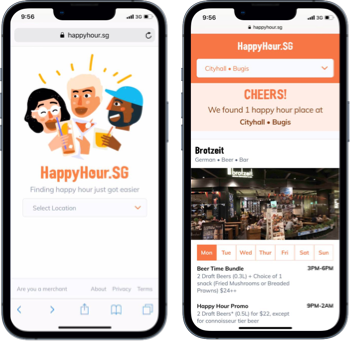 9:56
3G
happyhour.sg
HappyHour.SG
Finding happy hour just got easier
Select Location
Are you a merchant
About Privacy Terms
9:56
3G
happyhour.sg
HappyHour.SG
Cityhall • Bugis
CHEERS!
We found 1 happy hour place at
Cityhall • Bugis
Brotzeit
German • Beer • Bar
Mon Tue Wed Thur Fri Sat Sun
Beer Time Bundle 3PM-6PM
2 Draft Beers (0.3L) + Choice of 1
snack (Fried Mushrooms or Breaded
Prawns) $24++
Happy Hour Promo 9PM-2AM
2 Draft Beers* (0.5L) for $22, except
for connoisseur tier beer